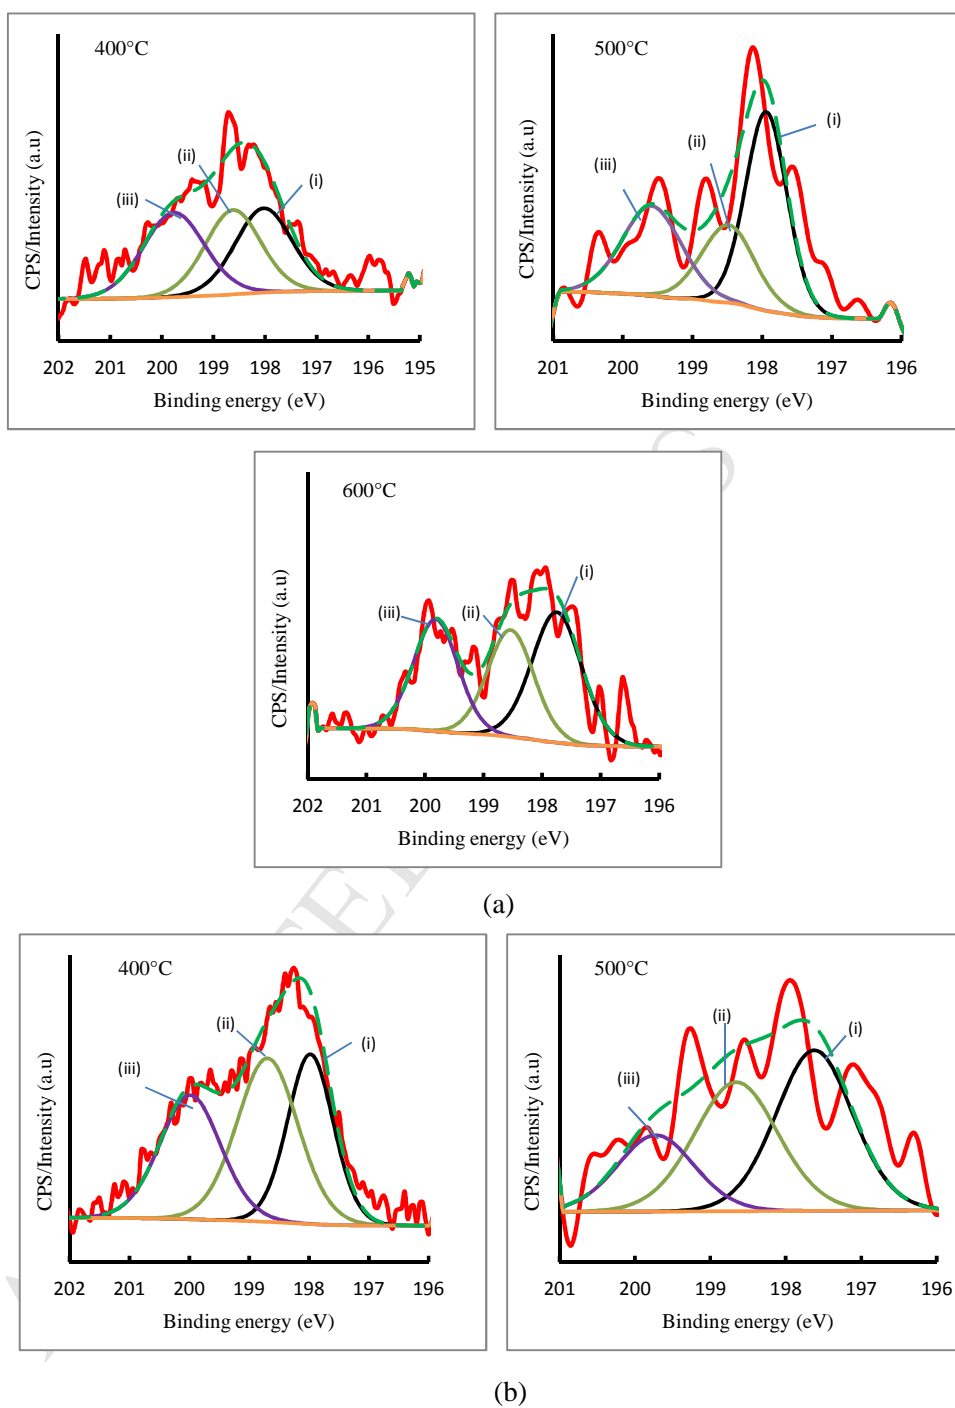 400°C
500°C
CPS/Intensity (a.u)
(i)
(ii)
(iii)
202 201 200 199 198 197 196 195
Binding energy (eV)
CPS/Intensity (a.u)
(i)
(ii)
(iii)
201 200 199 198 197 196
Binding energy (eV)
600°C
CPS/Intensity (a.u)
(i)
(ii)
(iii)
202 201 200 199 198 197 196
Binding energy (eV)
(a)
400°C
500°C
CPS/Intensity (a.u)
(i)
(ii)
(iii)
202 201 200 199 198 197 196
Binding energy (eV)
CPS/Intensity (a.u)
(i)
(ii)
(iii)
201 200 199 198 197 196
Binding energy (eV)
(b)